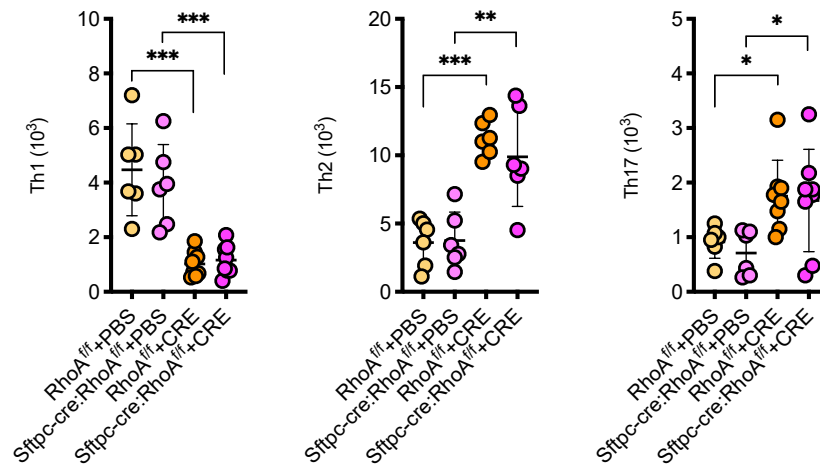 Th1 (10³)
10
8
6
4
2
0
***
***
RhoA^f/f+PBS
Sftpc-cre:RhoA^f/f+PBS
RhoA^f/f+CRE
Sftpc-cre:RhoA^f/f+CRE
Th2 (10³)
20
15
10
5
0
***
**
RhoA^f/f+PBS
Sftpc-cre:RhoA^f/f+PBS
RhoA^f/f+CRE
Sftpc-cre:RhoA^f/f+CRE
Th17 (10³)
5
4
3
2
1
0
*
*
RhoA^f/f+PBS
Sftpc-cre:RhoA^f/f+PBS
RhoA^f/f+CRE
Sftpc-cre:RhoA^f/f+CRE